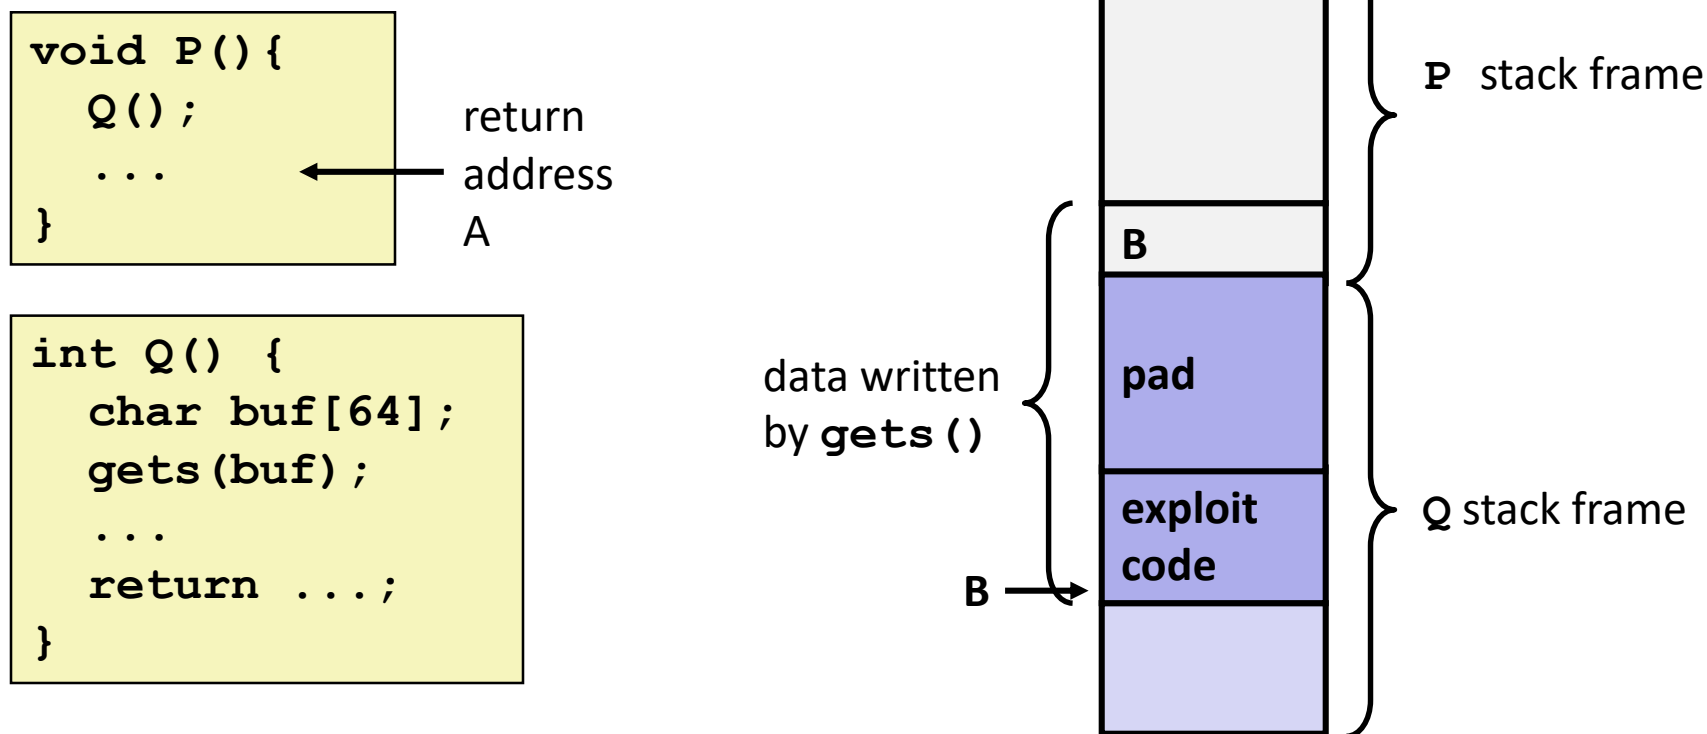 void P(){
  Q();
  ...
}
return
address
A
int Q() {
  char buf[64];
  gets(buf);
  ...
  return ...;
}
data written
by gets()
B
B
pad
exploit
code
P stack frame
Q stack frame